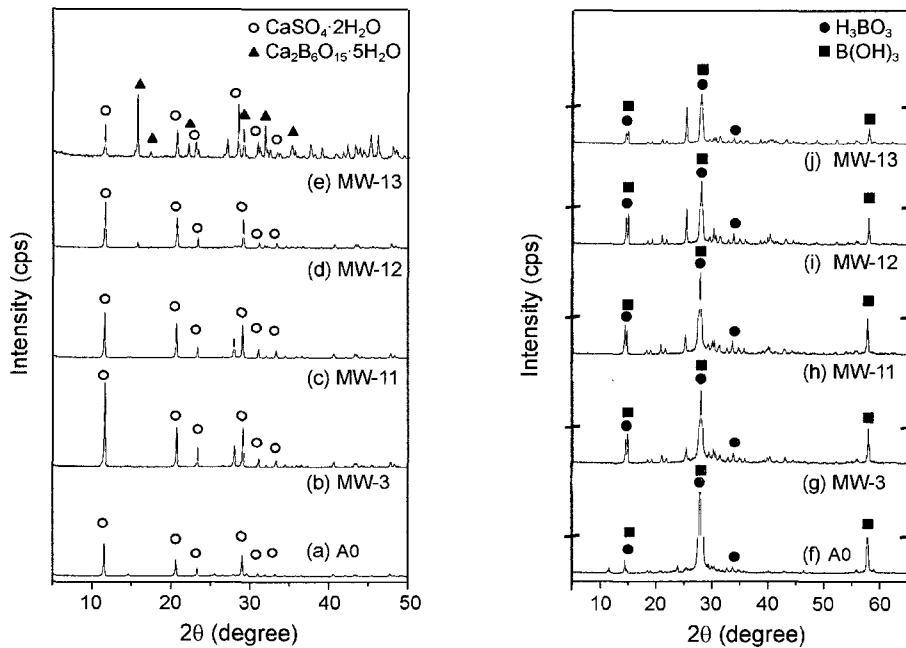 CaSO₄·2H₂O
Ca₂B₆O₁₅·5H₂O
(e) MW-13
(d) MW-12
(c) MW-11
(b) MW-3
(a) A0
Intensity (cps)
10 20 30 40 50
2θ (degree)
H₃BO₃
B(OH)₃
(j) MW-13
(i) MW-12
(h) MW-11
(g) MW-3
(f) A0
Intensity (cps)
10 20 30 40 50 60
2θ (degree)